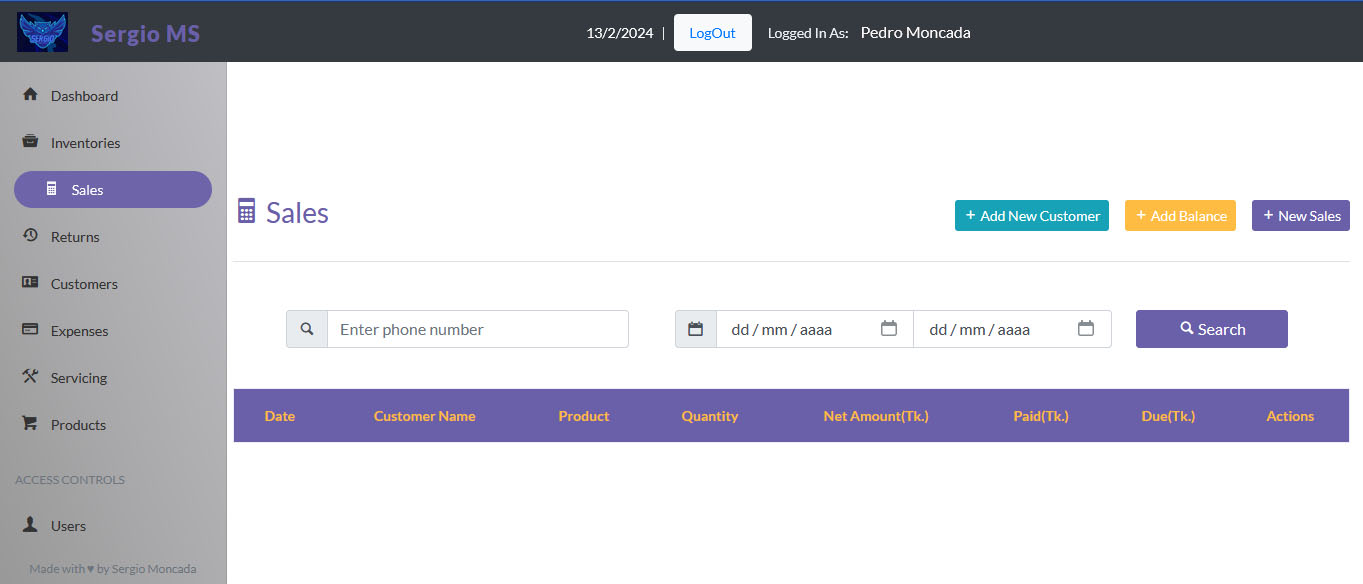 SERGIO
Sergio MS
13/2/2024 | LogOut Logged In As: Pedro Moncada
Dashboard
Inventories
Sales
Returns
Customers
Expenses
Servicing
Products
ACCESS CONTROLS
Users
Made with ♥ by Sergio Moncada
Sales
+ Add New Customer + Add Balance + New Sales
Enter phone number dd / mm / aaaa dd / mm / aaaa Search
Date Customer Name Product Quantity Net Amount(Tk.) Paid(Tk.) Due(Tk.) Actions